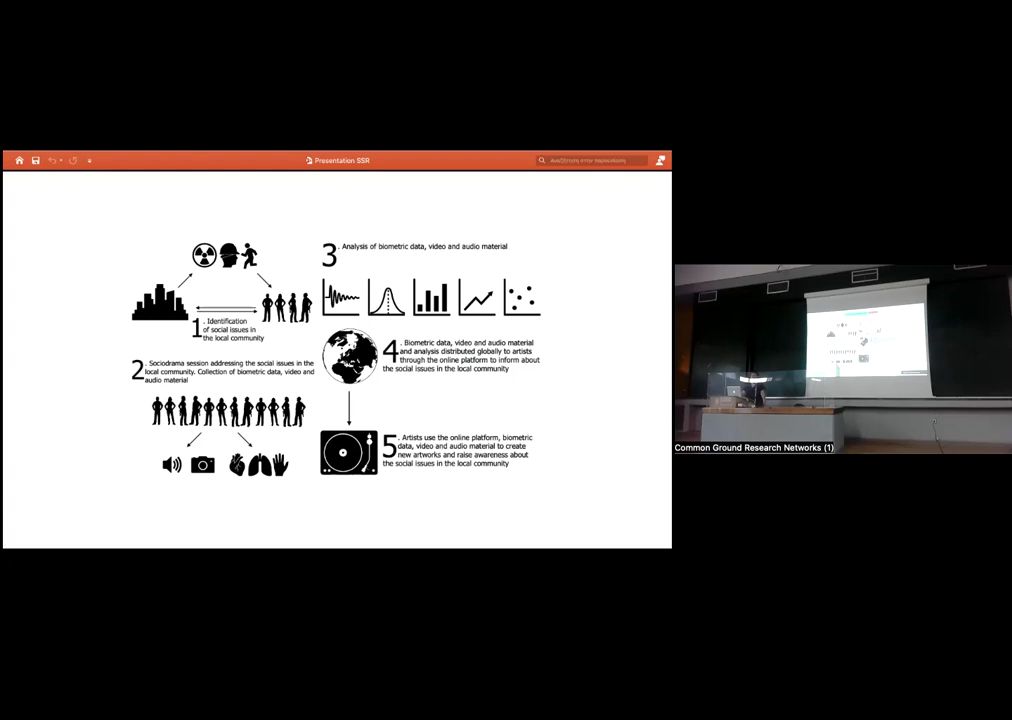 Presentation SSR
Αναζήτηση στην παρουσίαση
1. Identification
of social issues in
the local community
2. Sociodrama session addressing the social issues in the
local community. Collection of biometric data, video and
audio material
3. Analysis of biometric data, video and audio material
4. Biometric data, video and audio material
and analysis distributed globally to artists
through the online platform to inform about
the social issues in the local community
5. Artists use the online platform, biometric
data, video and audio material to create
new artworks and raise awareness about
the social issues in the local community
Common Ground Research Networks (1)